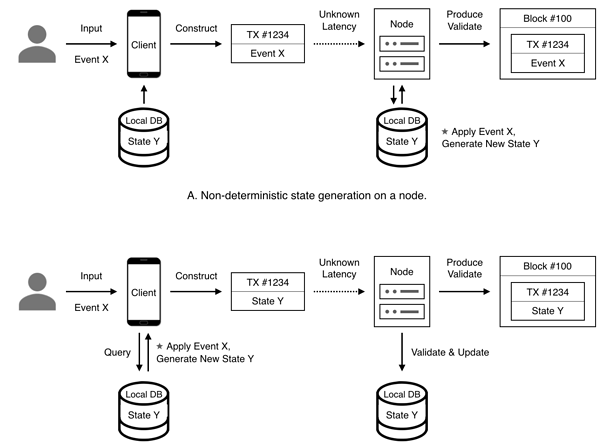 Input
Event X
Client
Construct
TX #1234
Event X
Unknown
Latency
Node
Produce
Validate
Block #100
TX #1234
Event X
Local DB
State Y
Local DB
State Y
★ Apply Event X,
Generate New State Y
A. Non-deterministic state generation on a node.
Input
Event X
Client
Construct
TX #1234
State Y
Unknown
Latency
Node
Produce
Validate
Block #100
TX #1234
State Y
Query
★ Apply Event X,
Generate New State Y
Validate & Update
Local DB
State Y
Local DB
State Y